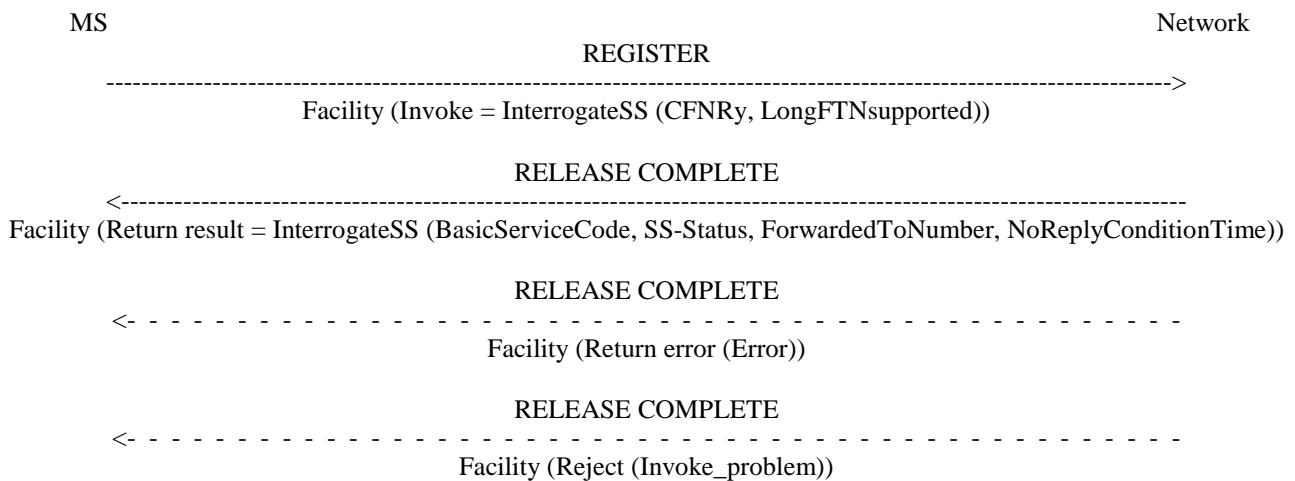 MS Network
REGISTER
------------------------------------------------------------------------------------------------------------------------>
Facility (Invoke = InterrogateSS (CFNRy, LongFTNsupported))
RELEASE COMPLETE
<------------------------------------------------------------------------------------------------------------------------
Facility (Return result = InterrogateSS (BasicServiceCode, SS-Status, ForwardedToNumber, NoReplyConditionTime))
RELEASE COMPLETE
<- - - - - - - - - - - - - - - - - - - - - - - - - - - - - - - - - - - - - - - - - - - - - - - - -
Facility (Return error (Error))
RELEASE COMPLETE
<- - - - - - - - - - - - - - - - - - - - - - - - - - - - - - - - - - - - - - - - - - - - - - - - -
Facility (Reject (Invoke_problem))